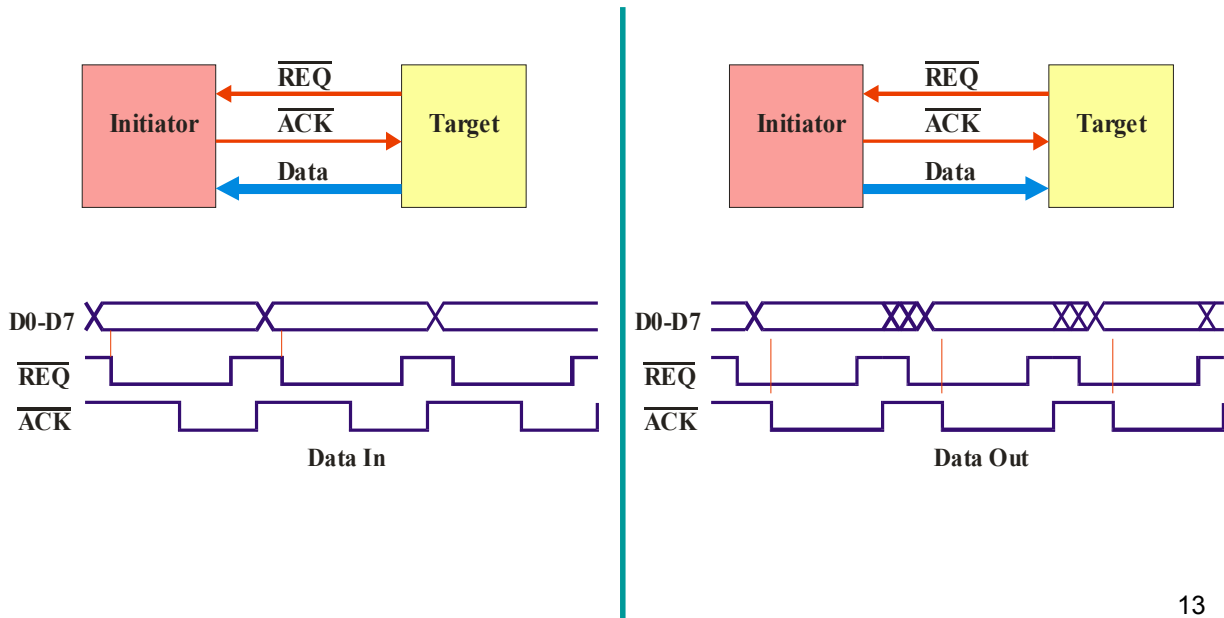 REQ
Initiator
ACK
Target
Data
D0-D7
REQ
ACK
Data In
REQ
Initiator
ACK
Target
Data
D0-D7
REQ
ACK
Data Out
13